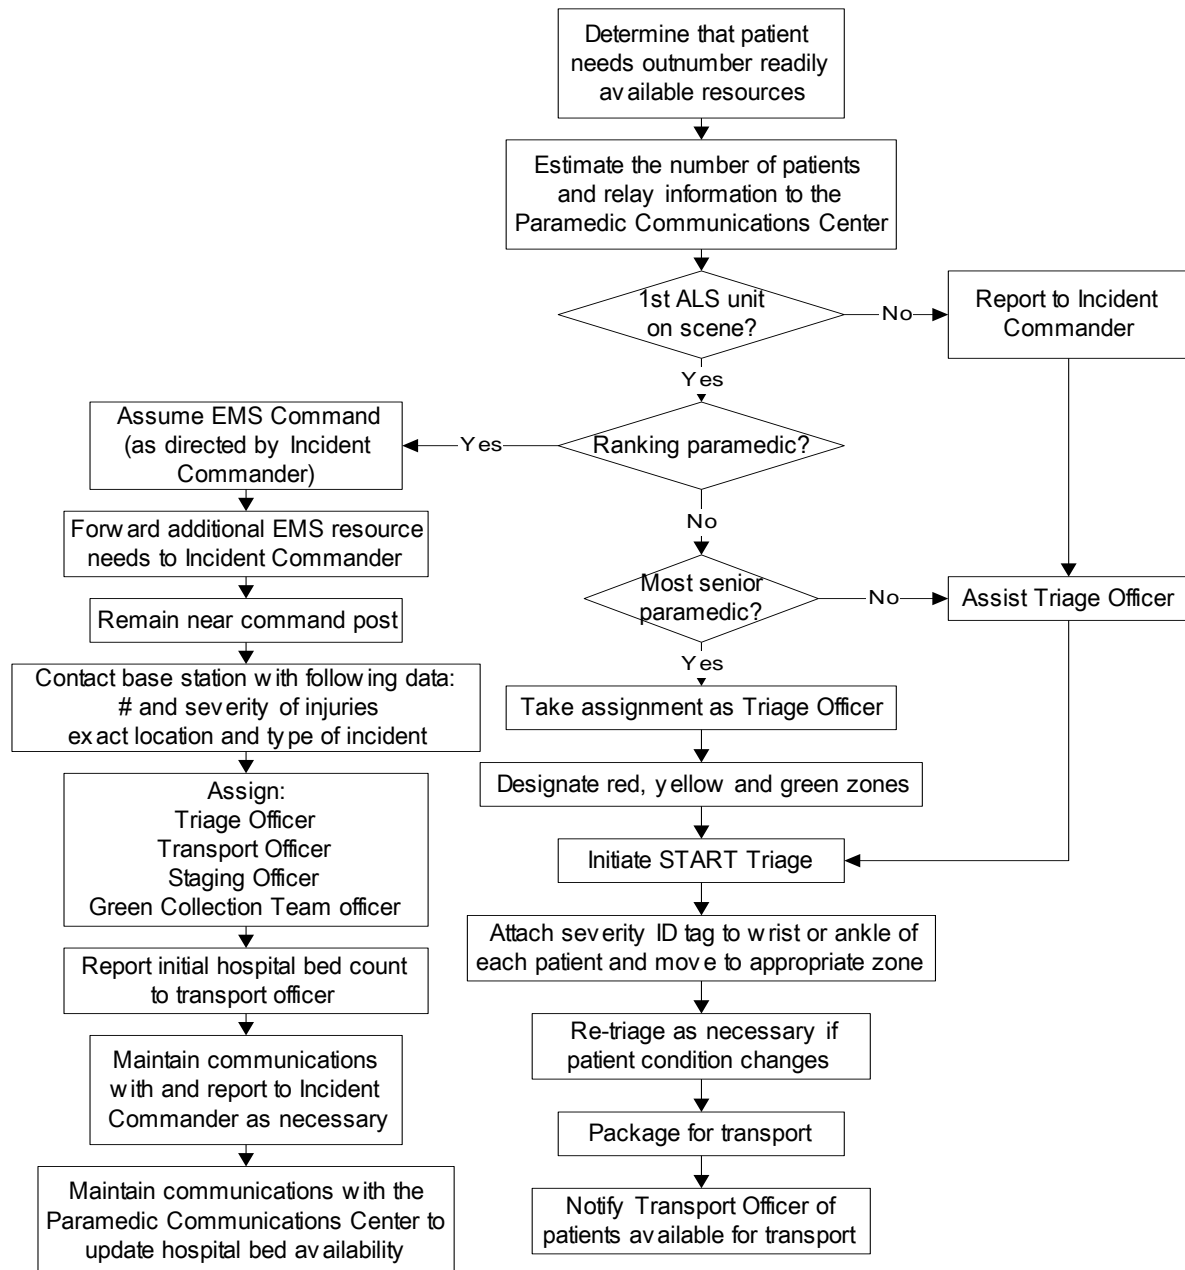 Determine that patient
needs outnumber readily
available resources
Estimate the number of patients
and relay information to the
Paramedic Communications Center
1st ALS unit
on scene?
No
Report to Incident
Commander
Yes
Assume EMS Command
(as directed by Incident
Commander)
Yes
Ranking paramedic?
No
Forward additional EMS resource
needs to Incident Commander
Most senior
paramedic?
No
Assist Triage Officer
Remain near command post
Yes
Contact base station with following data:
# and severity of injuries
exact location and type of incident
Take assignment as Triage Officer
Designate red, yellow and green zones
Assign:
Triage Officer
Transport Officer
Staging Officer
Green Collection Team officer
Initiate START Triage
Attach severity ID tag to wrist or ankle of
each patient and move to appropriate zone
Report initial hospital bed count
to transport officer
Re-triage as necessary if
patient condition changes
Maintain communications
with and report to Incident
Commander as necessary
Package for transport
Maintain communications with the
Paramedic Communications Center to
update hospital bed availability
Notify Transport Officer of
patients available for transport